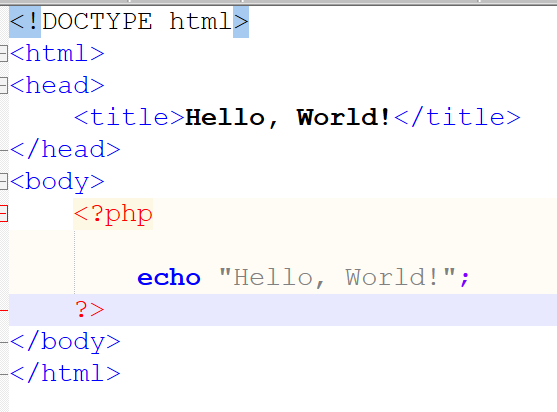 <!DOCTYPE html>
<html>
<head>
    <title>Hello, World!</title>
</head>
<body>
    <?php

        echo "Hello, World!";
    ?>
</body>
</html>